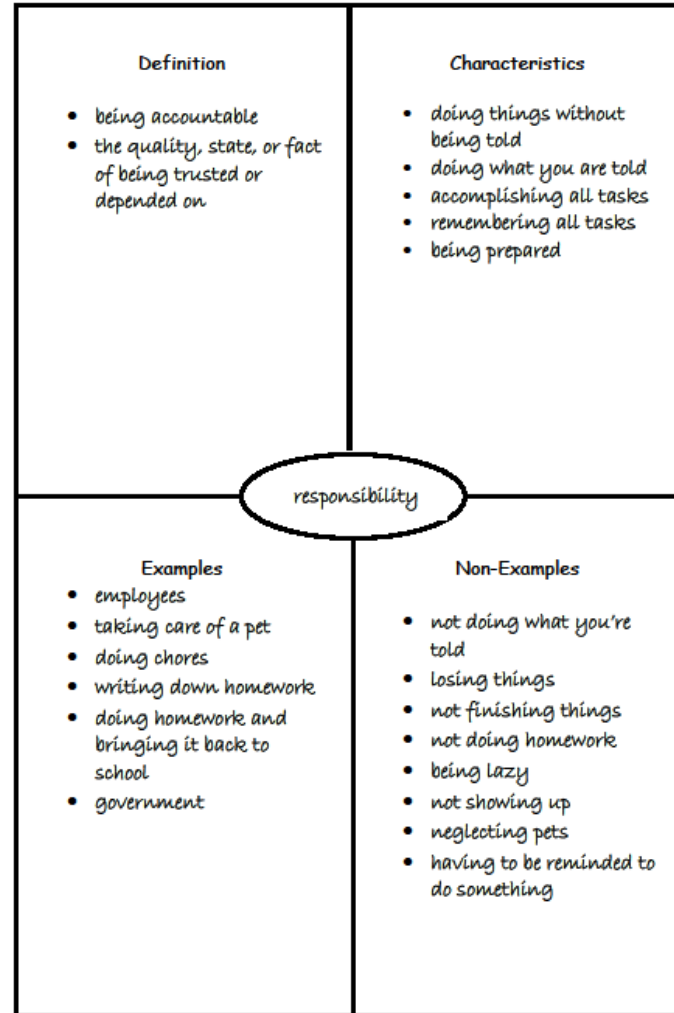 Definition
• being accountable
• the quality, state, or fact
of being trusted or
depended on
Characteristics
• doing things without
being told
• doing what you are told
• accomplishing all tasks
• remembering all tasks
• being prepared
responsibility
Examples
• employees
• taking care of a pet
• doing chores
• writing down homework
• doing homework and
bringing it back to
school
• government
Non-Examples
• not doing what you're
told
• losing things
• not finishing things
• not doing homework
• being lazy
• not showing up
• neglecting pets
• having to be reminded to
do something